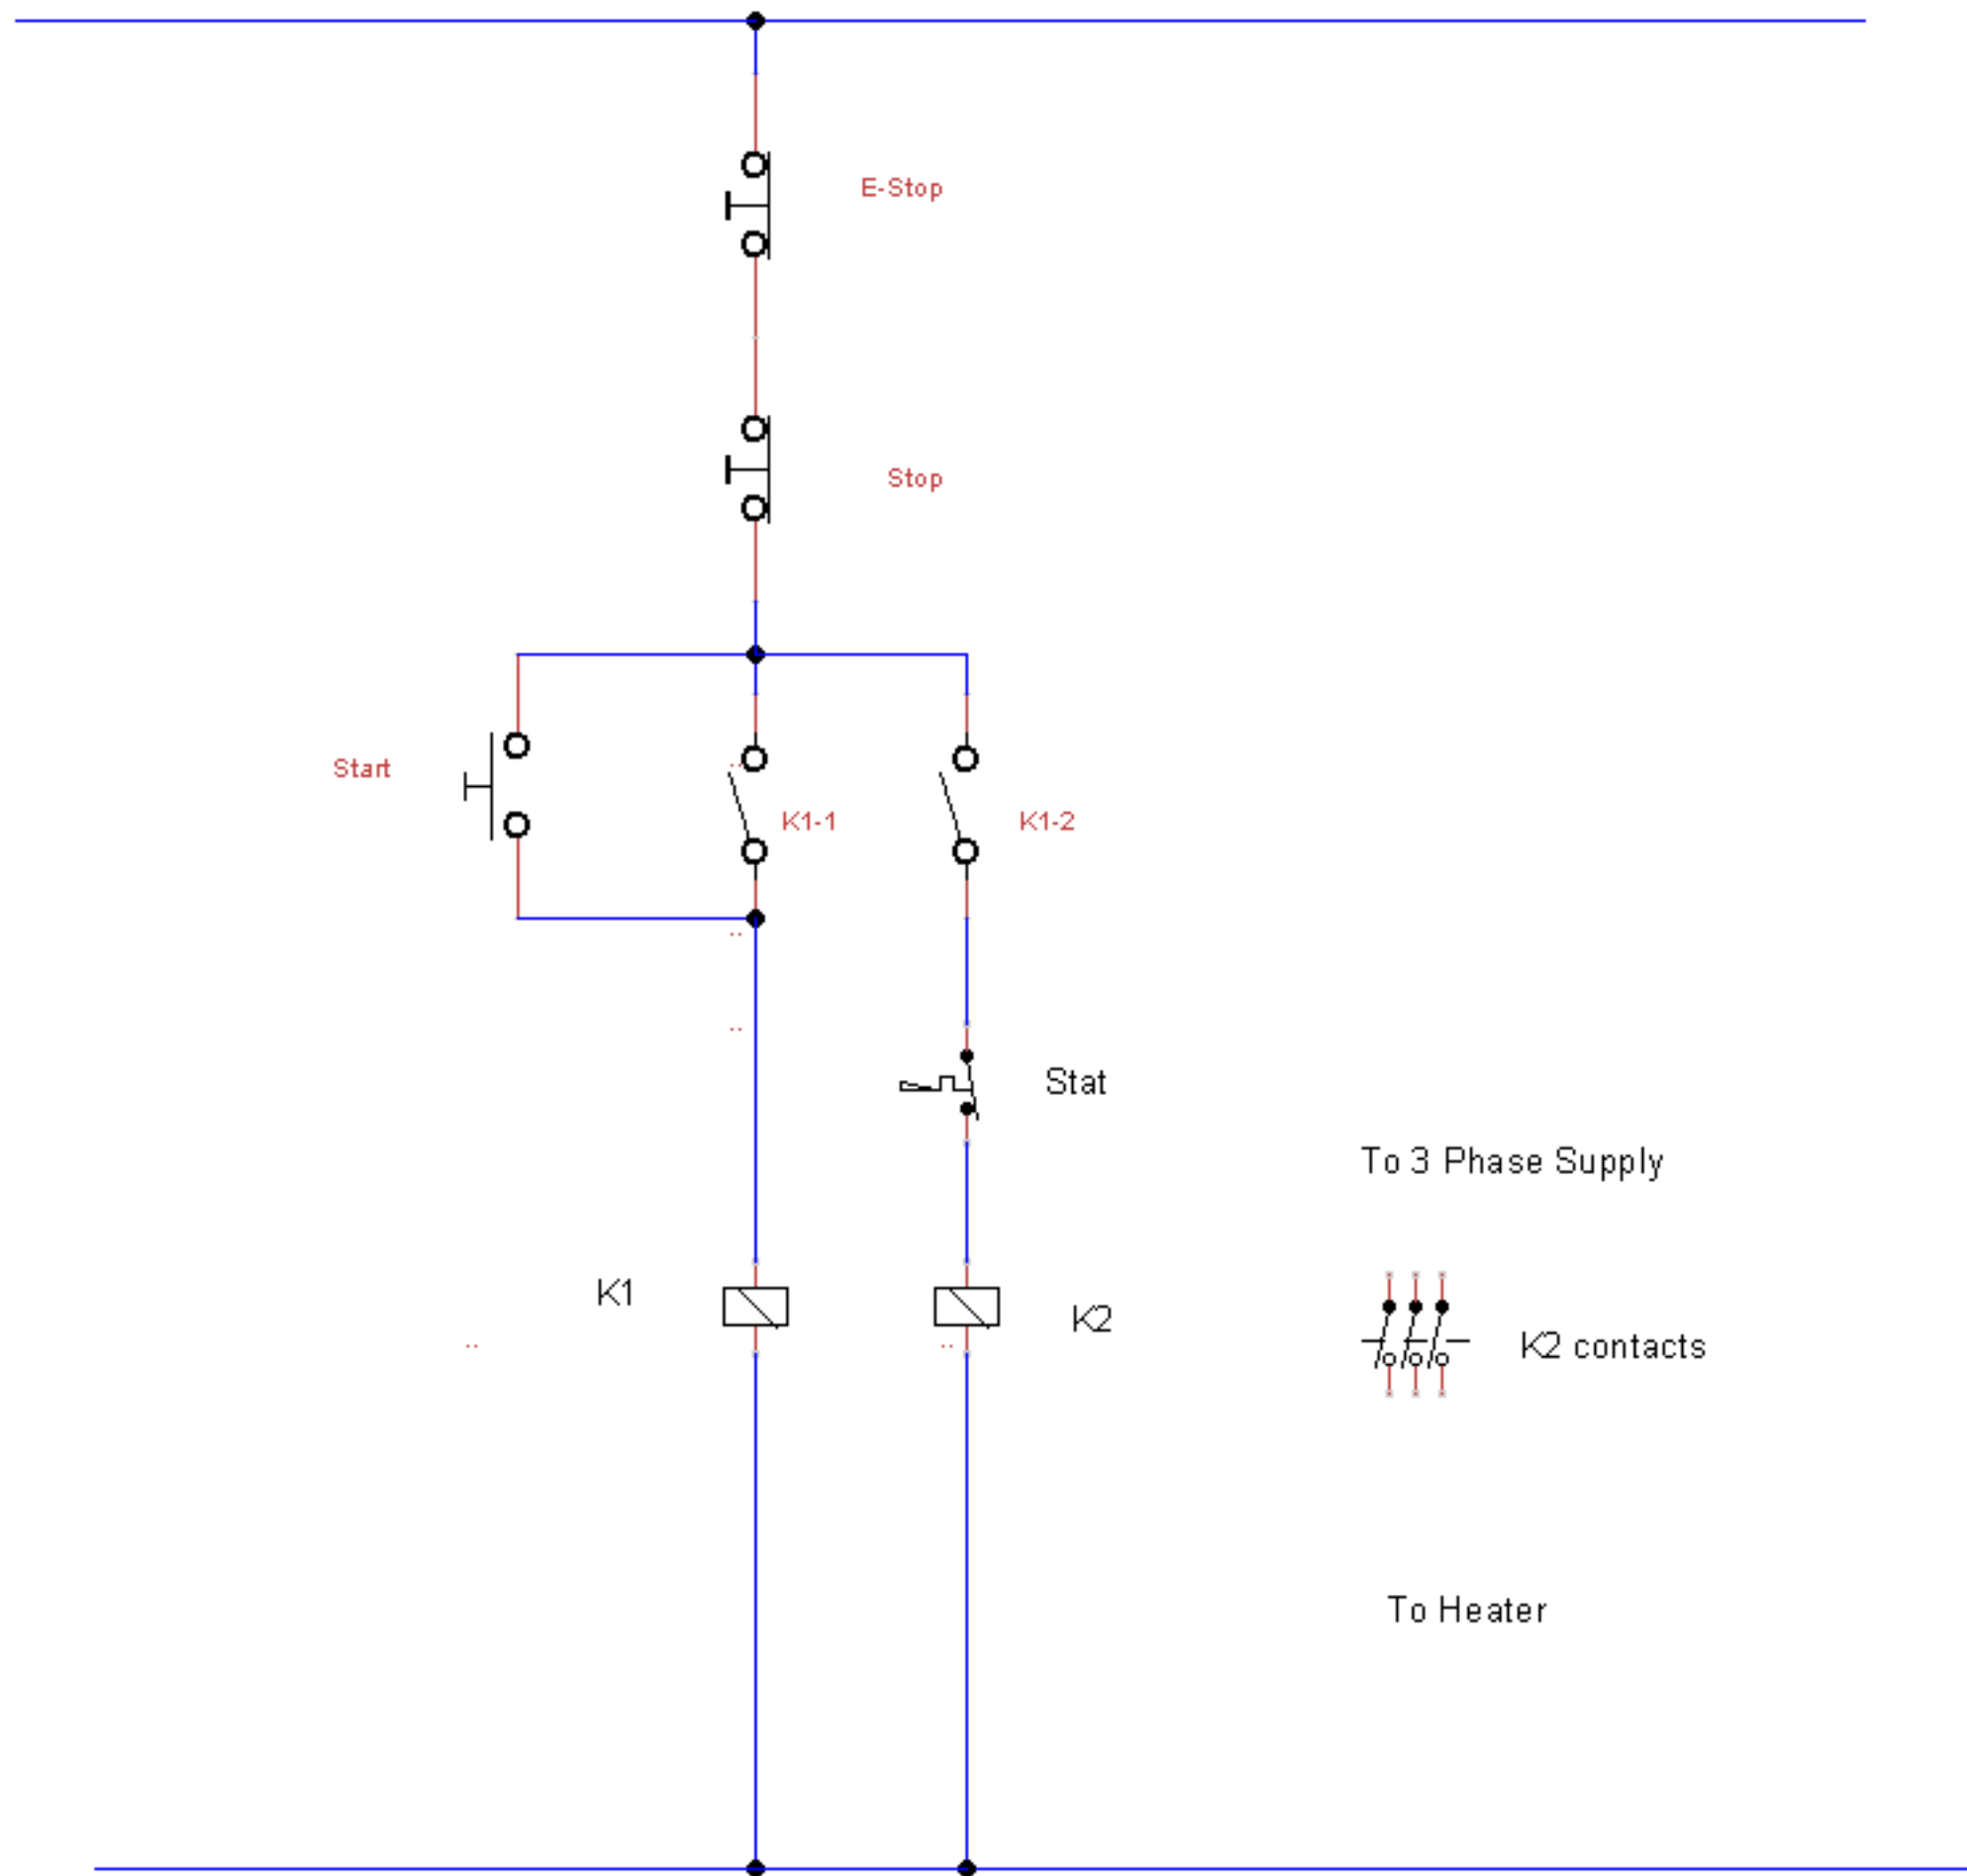 E-Stop
Stop
Start
K1-1
K1-2
Stat
To 3 Phase Supply
K1
K2
K2 contacts
To Heater